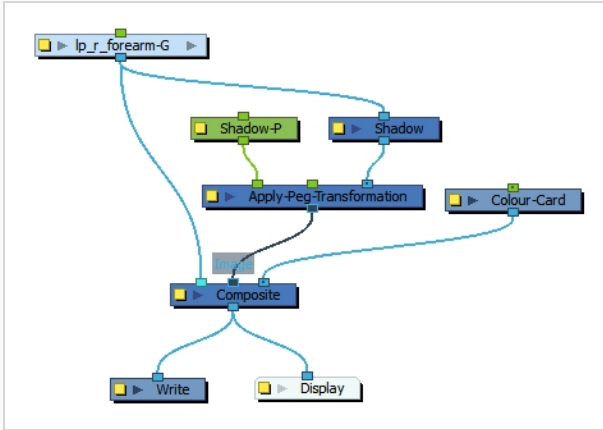 lp_r_forearm-G
Shadow-P
Shadow
Apply-Peg-Transformation
Colour-Card
Image
Composite
Write
Display